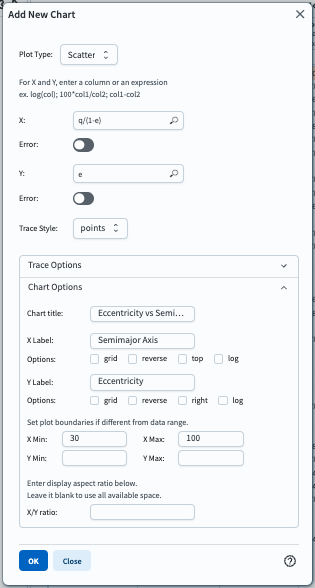 Add New Chart
Plot Type: Scatter
For X and Y, enter a column or an expression
ex. log(col); 100*col1/col2; col1-col2
X: q/(1-e)
Error:
Y: e
Error:
Trace Style: points
Trace Options
Chart Options
Chart title: Eccentricity vs Semi...
X Label: Semimajor Axis
Options: grid reverse top log
Y Label: Eccentricity
Options: grid reverse right log
Set plot boundaries if different from data range.
X Min: 30 X Max: 100
Y Min: Y Max:
Enter display aspect ratio below.
Leave it blank to use all available space.
X/Y ratio:
OK Close ?